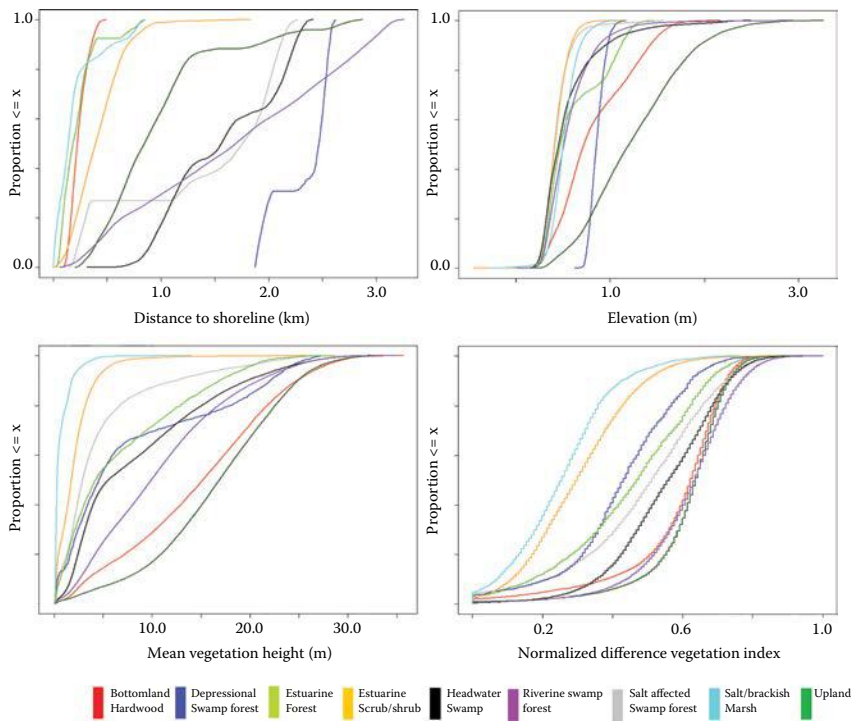 1.0
Proportion <= x
0.0
1.0
2.0
3.0
Distance to shoreline (km)
1.0
Proportion <= x
0.0
1.0
3.0
Elevation (m)
Proportion <= x
10.0
20.0
30.0
Mean vegetation height (m)
Proportion <= x
0.2
0.6
1.0
Normalized difference vegetation index
Bottomland
Hardwood
Depressional
Swamp forest
Estuarine
Forest
Estuarine
Scrub/shrub
Headwater
Swamp
Riverine swamp
forest
Salt affected
Swamp forest
Salt/brackish
Marsh
Upland